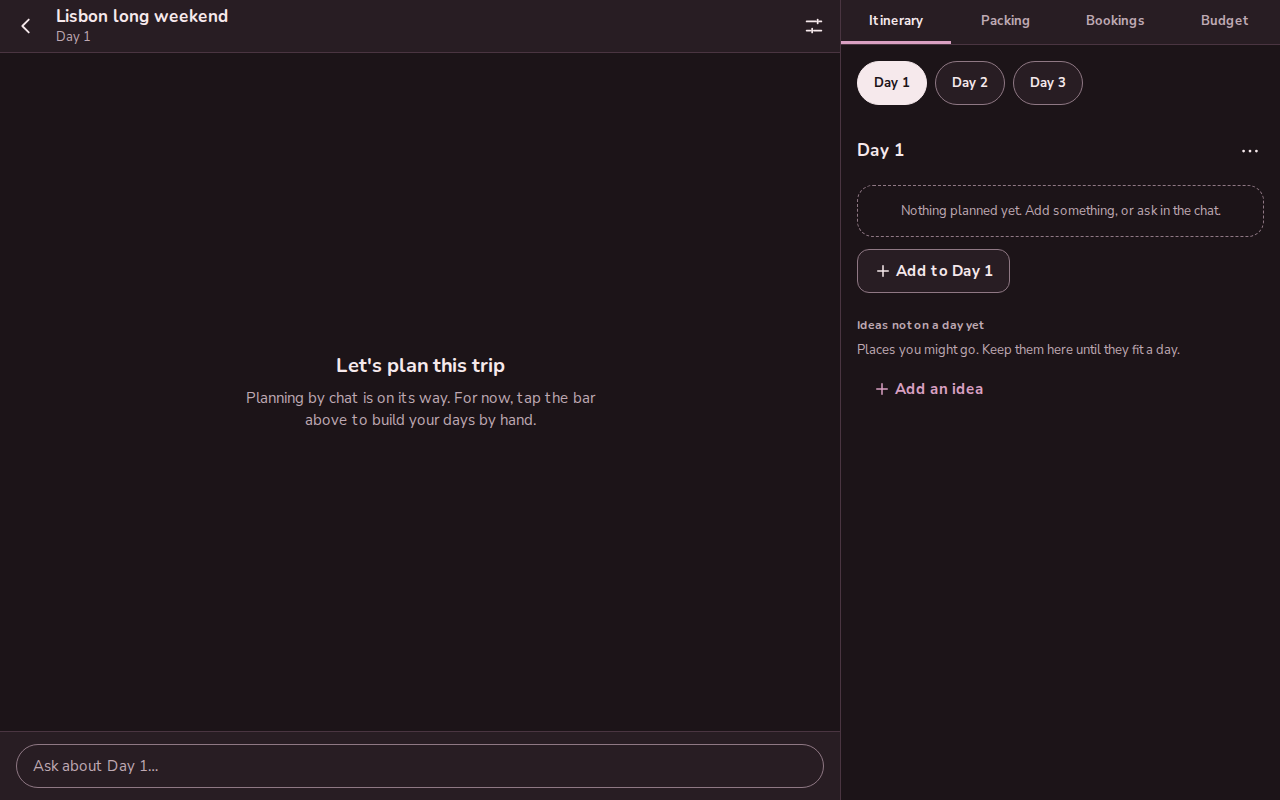 Lisbon long weekend
Day 1
Let's plan this trip
Planning by chat is on its way. For now, tap the bar
above to build your days by hand.
Ask about Day 1...
Itinerary
Packing
Bookings
Budget
Day 1
Day 2
Day 3
Day 1
Nothing planned yet. Add something, or ask in the chat.
Add to Day 1
Ideas not on a day yet
Places you might go. Keep them here until they fit a day.
Add an idea